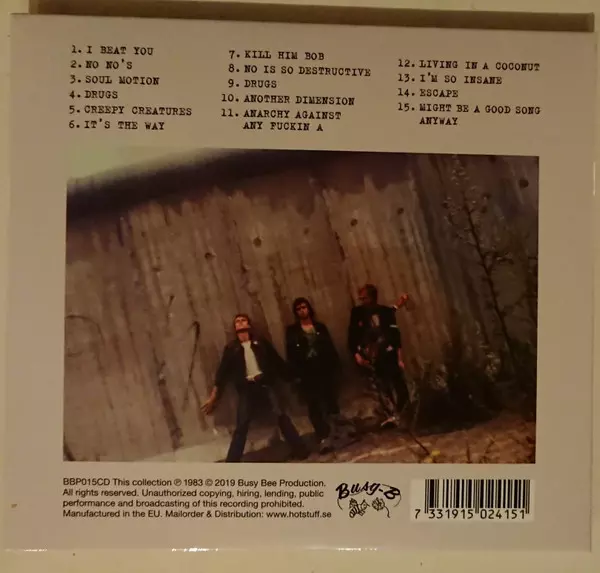 1. I BEAT YOU
2. NO NO'S
3. SOUL MOTION
4. DRUGS
5. CREEPY CREATURES
6. IT'S THE WAY
7. KILL HIM BOB
8. NO IS SO DESTRUCTIVE
9. DRUGS
10. ANOTHER DIMENSION
11. ANARCHY AGAINST
ANY FUCKIN A
12. LIVING IN A COCONUT
13. I'M SO INSANE
14. ESCAPE
15. MIGHT BE A GOOD SONG
ANYWAY
BBP015CD This collection ℗ 1983 © 2019 Busy Bee Production.
All rights reserved. Unauthorized copying, hiring, lending, public
performance and broadcasting of this recording prohibited.
Manufactured in the EU. Mailorder & Distribution: www.hotstuff.se
Busy-B
7 331915 024151